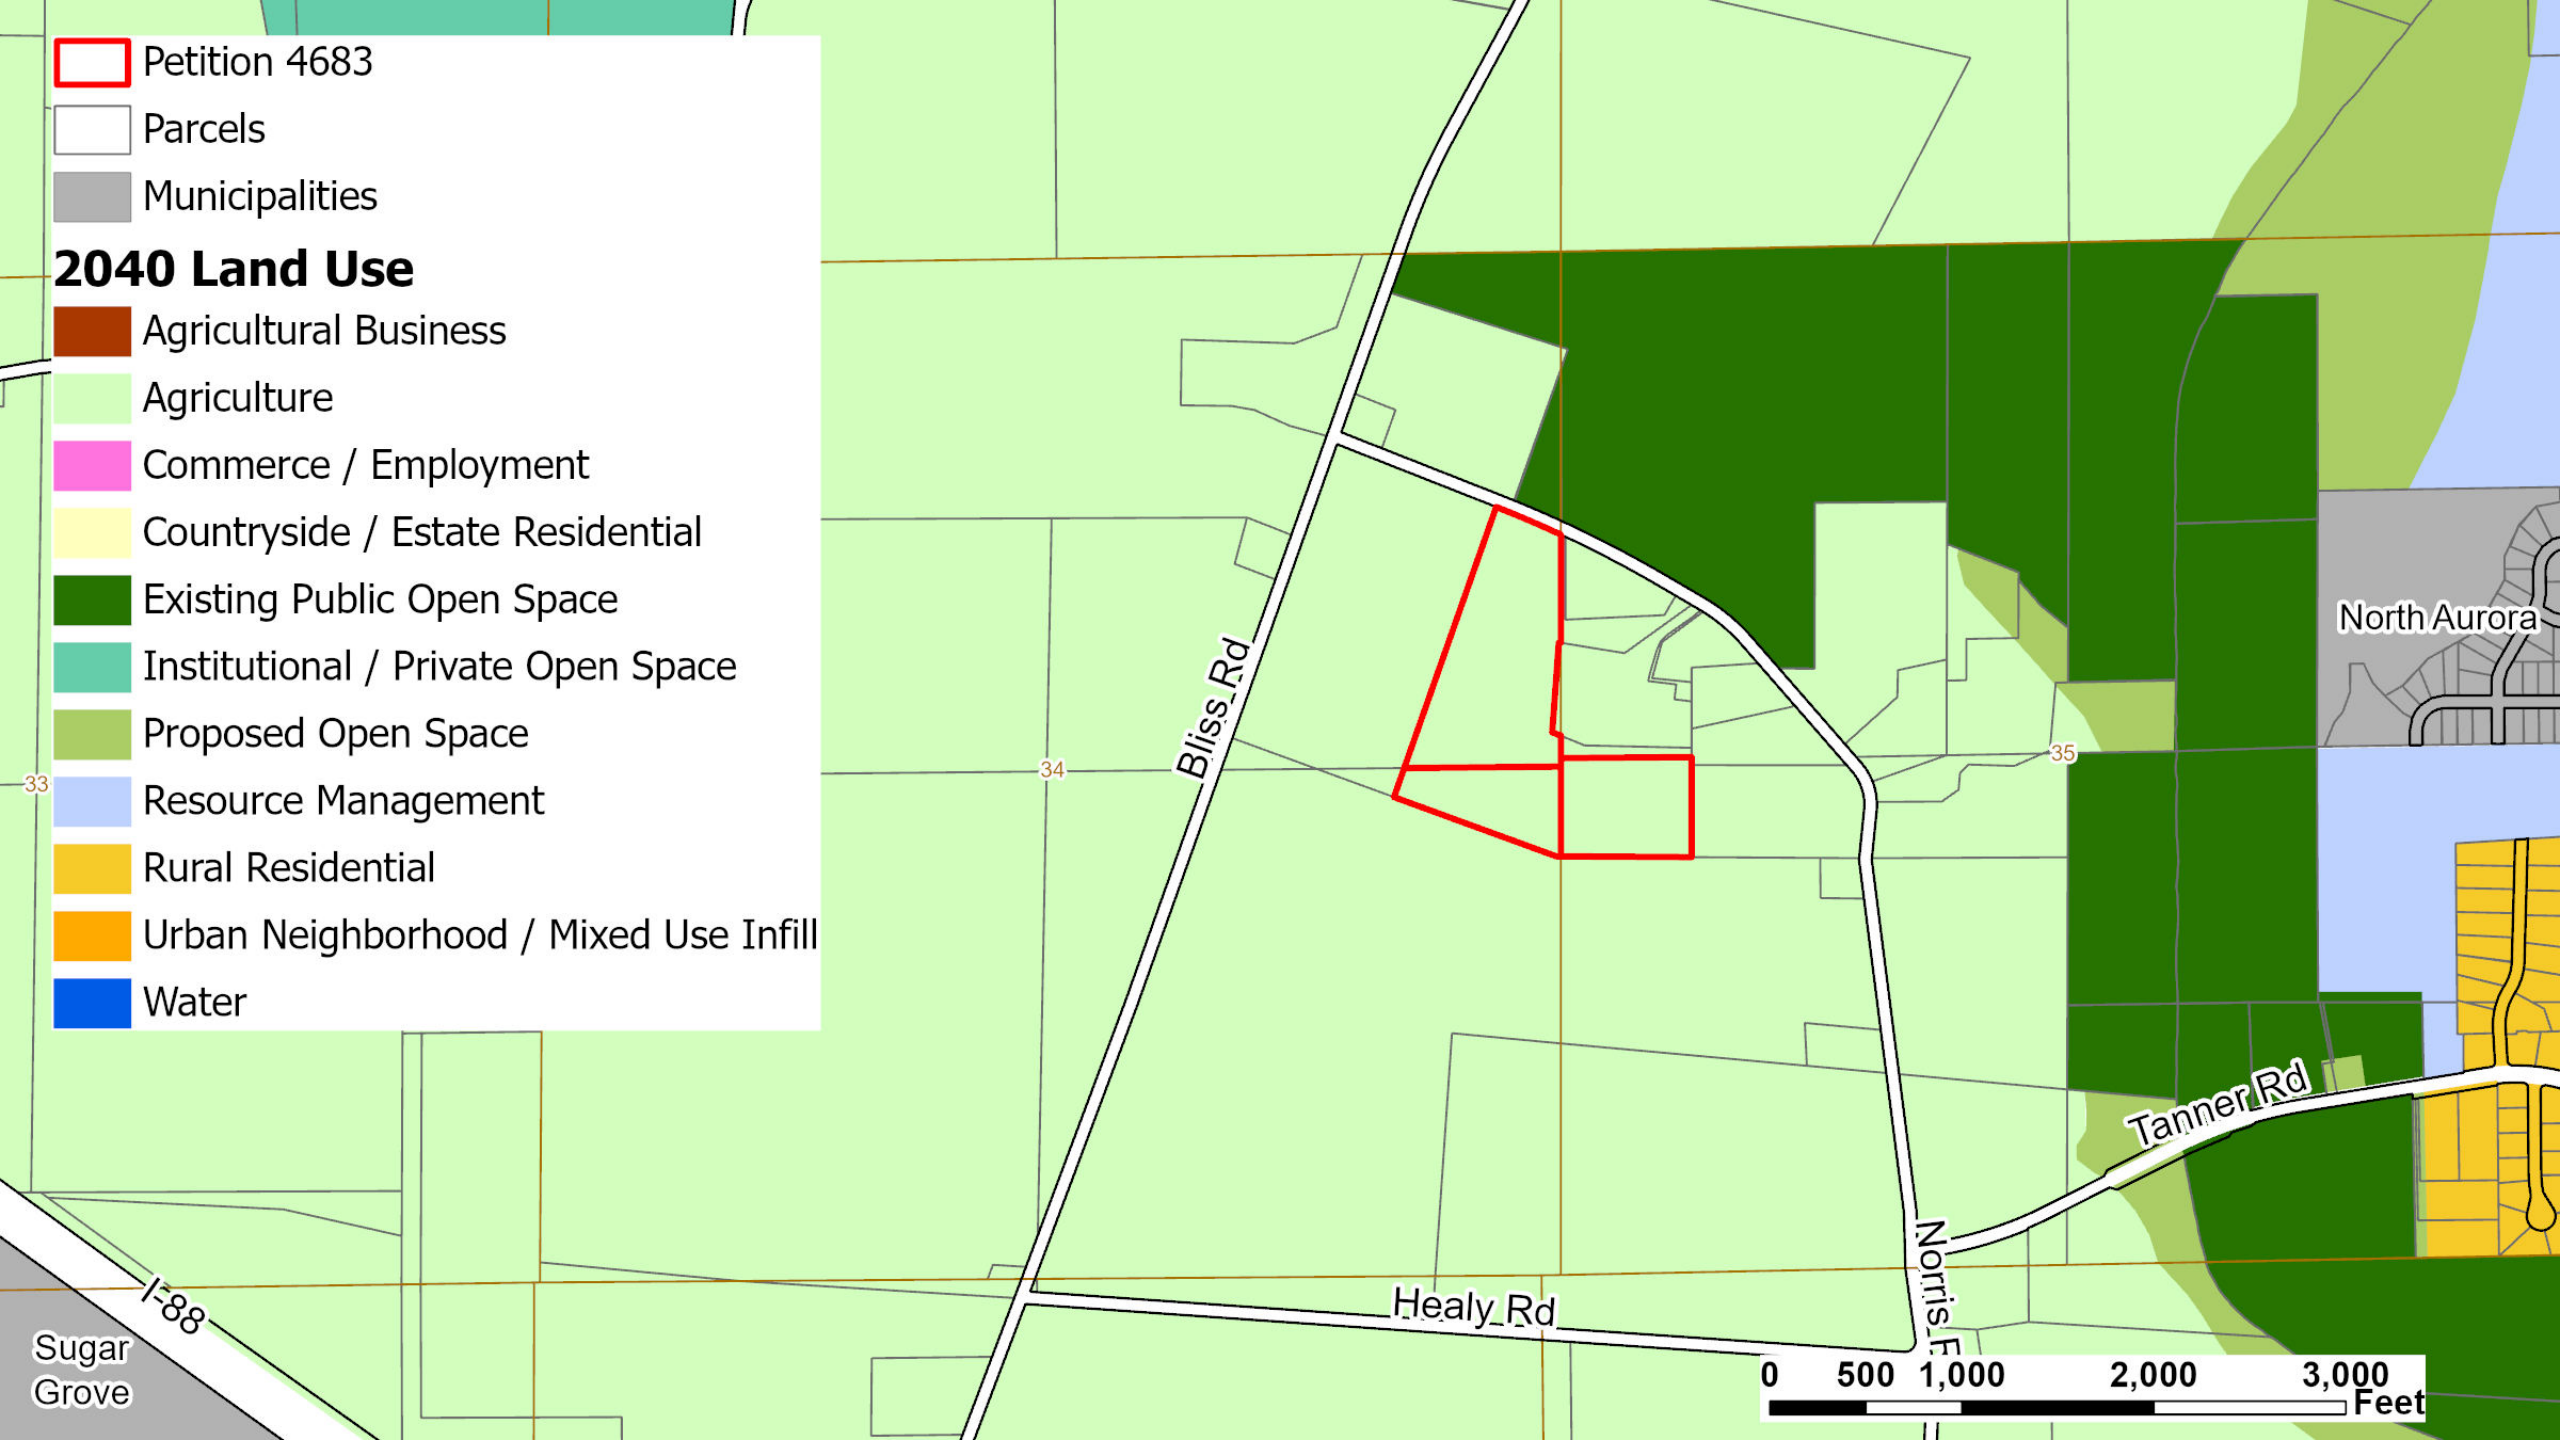 Petition 4683
Parcels
Municipalities
2040 Land Use
Agricultural Business
Agriculture
Commerce / Employment
Countryside / Estate Residential
Existing Public Open Space
Institutional / Private Open Space
Proposed Open Space
Resource Management
Rural Residential
Urban Neighborhood / Mixed Use Infill
Water
North Aurora
Bliss Rd
33
34
35
Tanner Rd
Norris
Healy Rd
I-88
Sugar
Grove
0 500 1,000 2,000 3,000
Feet